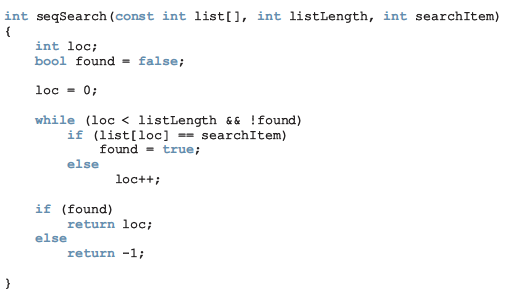 int seqSearch(const int list[], int listLength, int searchItem)
{
    int loc;
    bool found = false;

    loc = 0;

    while (loc < listLength && !found)
        if (list[loc] == searchItem)
            found = true;
        else
              loc++;

    if (found)
        return loc;
    else
        return -1;

}